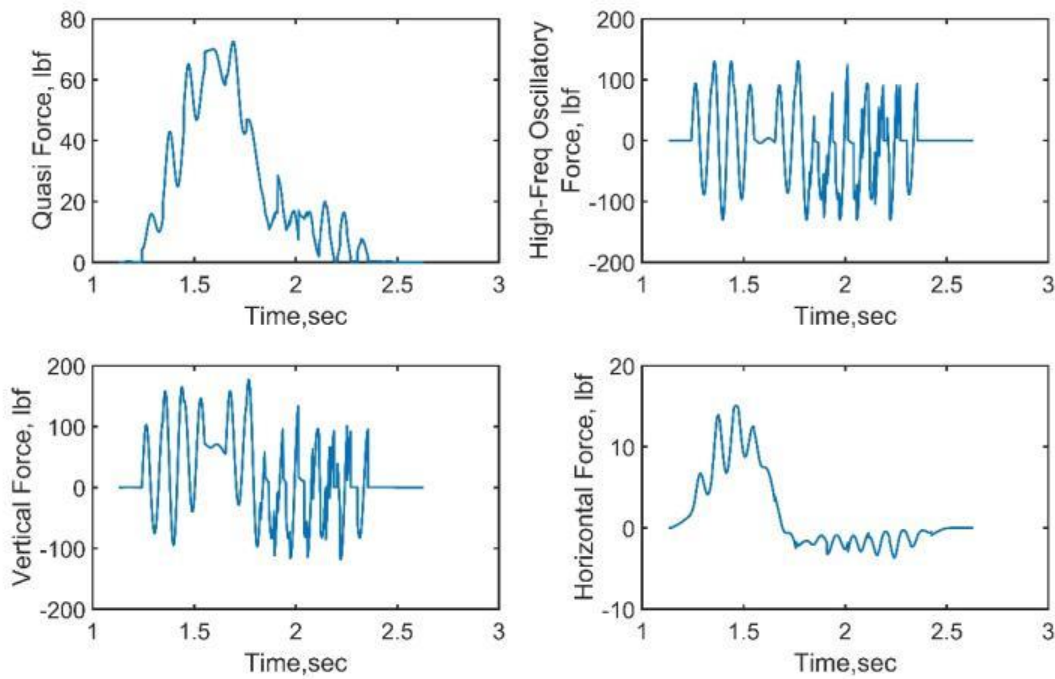 80
60
40
20
0
Quasi Force, lbf
1 1.5 2 2.5 3
Time,sec
200
100
0
-100
-200
High-Freq Oscillatory
Force, lbf
1 1.5 2 2.5 3
Time,sec
200
100
0
-100
-200
Vertical Force, lbf
1 1.5 2 2.5 3
Time,sec
20
10
0
-10
Horizontal Force, lbf
1 1.5 2 2.5 3
Time,sec